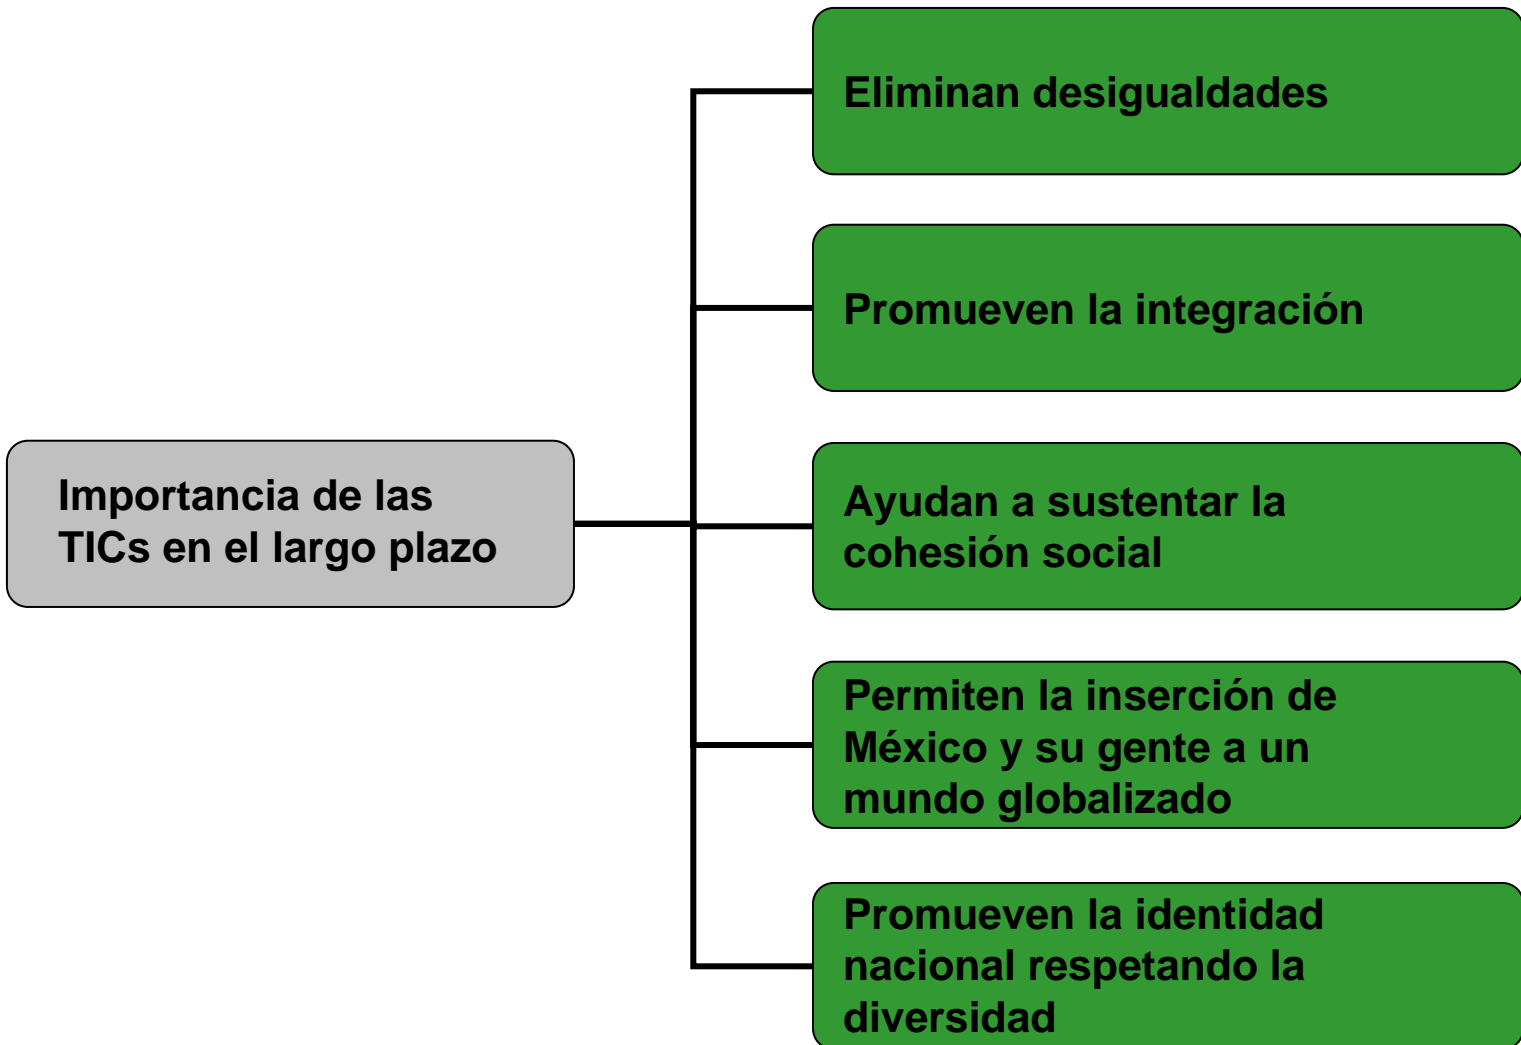 Eliminan desigualdades
Promueven la integración
Importancia de las
TICs en el largo plazo
Ayudan a sustentar la
cohesión social
Permiten la inserción de
México y su gente a un
mundo globalizado
Promueven la identidad
nacional respetando la
diversidad